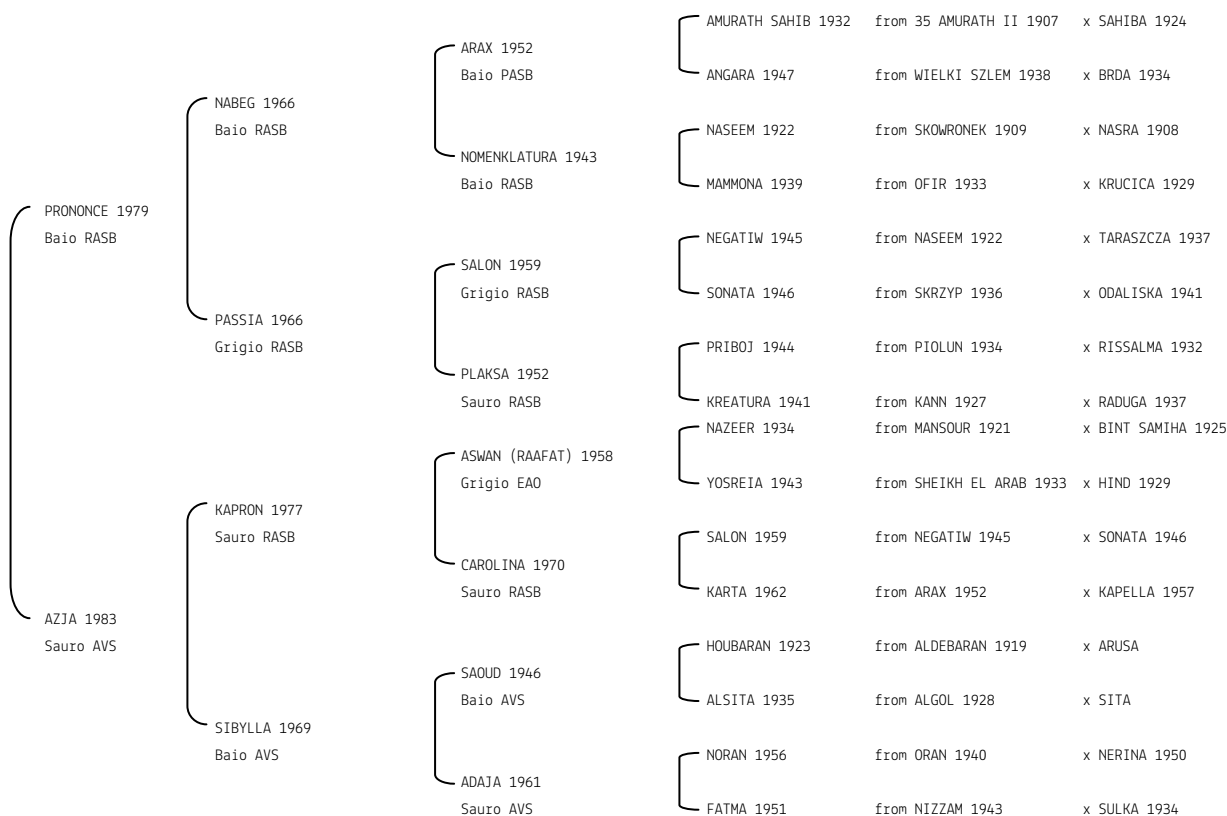 AMURATH SAHIB 1932 from 35 AMURATH II 1907 x SAHIBA 1924
ARAX 1952
Baio PASB
ANGARA 1947 from WIELKI SZLEM 1938 x BRDA 1934
NABEG 1966
Baio RASB
NASEEM 1922 from SKOWRONEK 1909 x NASRA 1908
NOMENKLATURA 1943
Baio RASB
MAMMONA 1939 from OFIR 1933 x KRUCICA 1929
PRONONCE 1979
Baio RASB
NEGATIW 1945 from NASEEM 1922 x TARASZCZA 1937
SALON 1959
Grigio RASB
SONATA 1946 from SKRZYP 1936 x ODALISKA 1941
PASSIA 1966
Grigio RASB
PRIBOJ 1944 from PIOLUN 1934 x RISSALMA 1932
PLAKSA 1952
Sauro RASB
KREATURA 1941 from KANN 1927 x RADUGA 1937
NAZEER 1934 from MANSOUR 1921 x BINT SAMIHA 1925
ASWAN (RAAFAT) 1958
Grigio EAO
YOSREIA 1943 from SHEIKH EL ARAB 1933 x HIND 1929
KAPRON 1977
Sauro RASB
SALON 1959 from NEGATIW 1945 x SONATA 1946
CAROLINA 1970
Sauro RASB
KARTA 1962 from ARAX 1952 x KAPELLA 1957
AZJA 1983
Sauro AVS
HOUBARAN 1923 from ALDEBARAN 1919 x ARUSA
SAOUD 1946
Baio AVS
ALSITA 1935 from ALGOL 1928 x SITA
SIBYLLA 1969
Baio AVS
NORAN 1956 from ORAN 1940 x NERINA 1950
ADAJA 1961
Sauro AVS
FATMA 1951 from NIZZAM 1943 x SULKA 1934